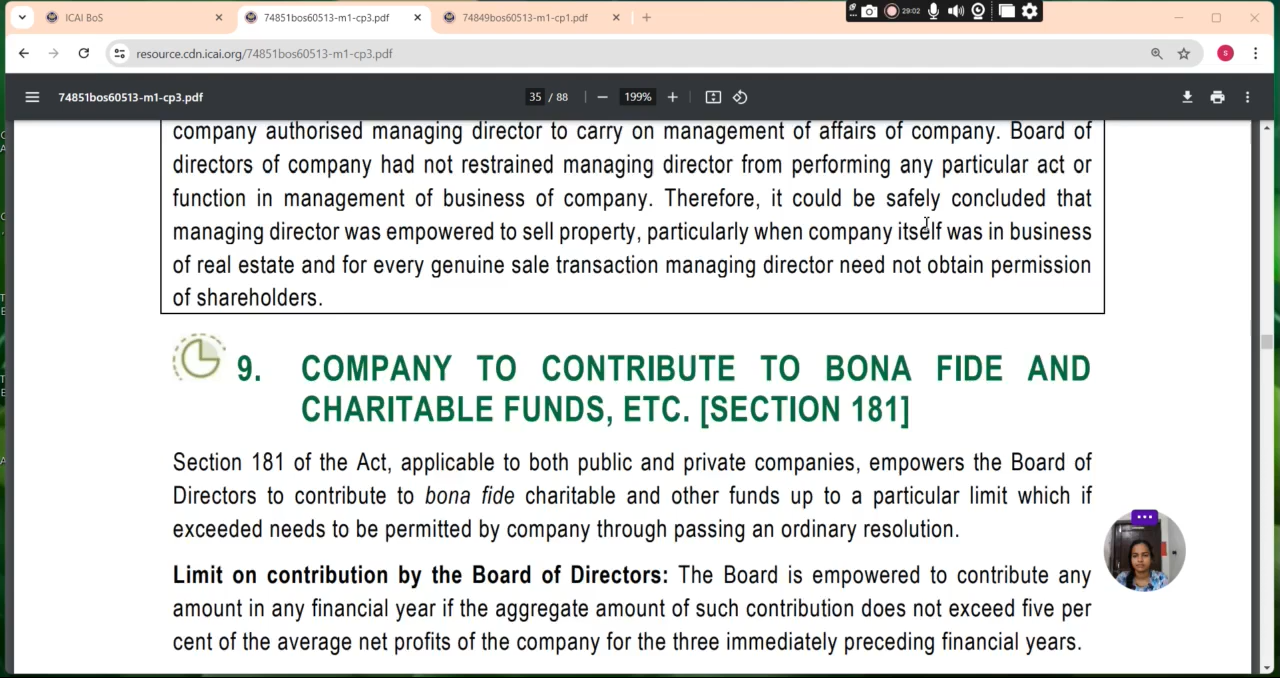 ICAI BoS
74851bos60513-m1-cp3.pdf
74849bos60513-m1-cp1.pdf
29:02
resource.cdn.icai.org/74851bos60513-m1-cp3.pdf
S
74851bos60513-m1-cp3.pdf
35 / 88
199%
company authorised managing director to carry on management of affairs of company. Board of
directors of company had not restrained managing director from performing any particular act or
function in management of business of company. Therefore, it could be safely concluded that
managing director was empowered to sell property, particularly when company itself was in business
of real estate and for every genuine sale transaction managing director need not obtain permission
of shareholders.
9. COMPANY TO CONTRIBUTE TO BONA FIDE AND
CHARITABLE FUNDS, ETC. [SECTION 181]
Section 181 of the Act, applicable to both public and private companies, empowers the Board of
Directors to contribute to bona fide charitable and other funds up to a particular limit which if
exceeded needs to be permitted by company through passing an ordinary resolution.
Limit on contribution by the Board of Directors: The Board is empowered to contribute any
amount in any financial year if the aggregate amount of such contribution does not exceed five per
cent of the average net profits of the company for the three immediately preceding financial years.